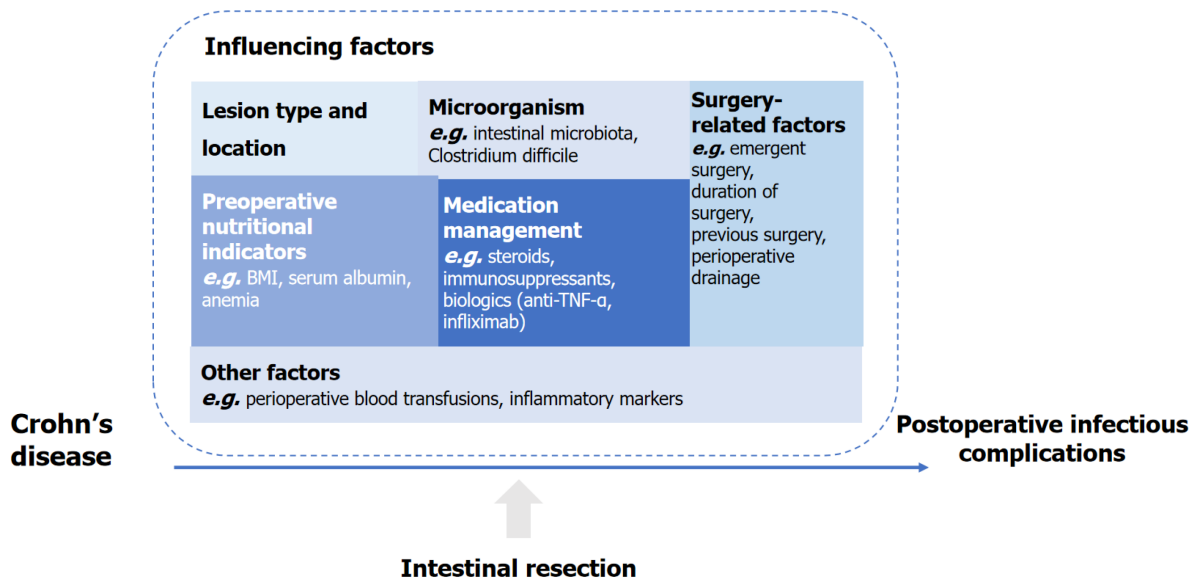 Influencing factors
Lesion type and
location
Microorganism
e.g. intestinal microbiota,
Clostridium difficile
Surgery-
related factors
e.g. emergent
surgery,
duration of
surgery,
previous surgery,
perioperative
drainage
Preoperative
nutritional
indicators
e.g. BMI, serum albumin,
anemia
Medication
management
e.g. steroids,
immunosuppressants,
biologics (anti-TNF-α,
infliximab)
Other factors
e.g. perioperative blood transfusions, inflammatory markers
Crohn’s
disease
Postoperative infectious
complications
Intestinal resection